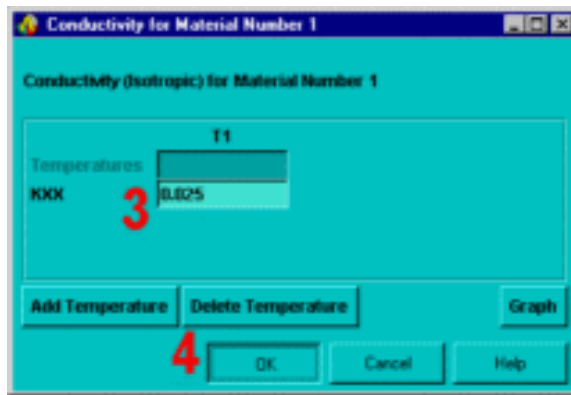 Conductivity for Material Number 1
Conductivity (Isotropic) for Material Number 1
T1
Temperatures
KXX 0.025
3
Add Temperature Delete Temperature Graph
4
OK Cancel Help